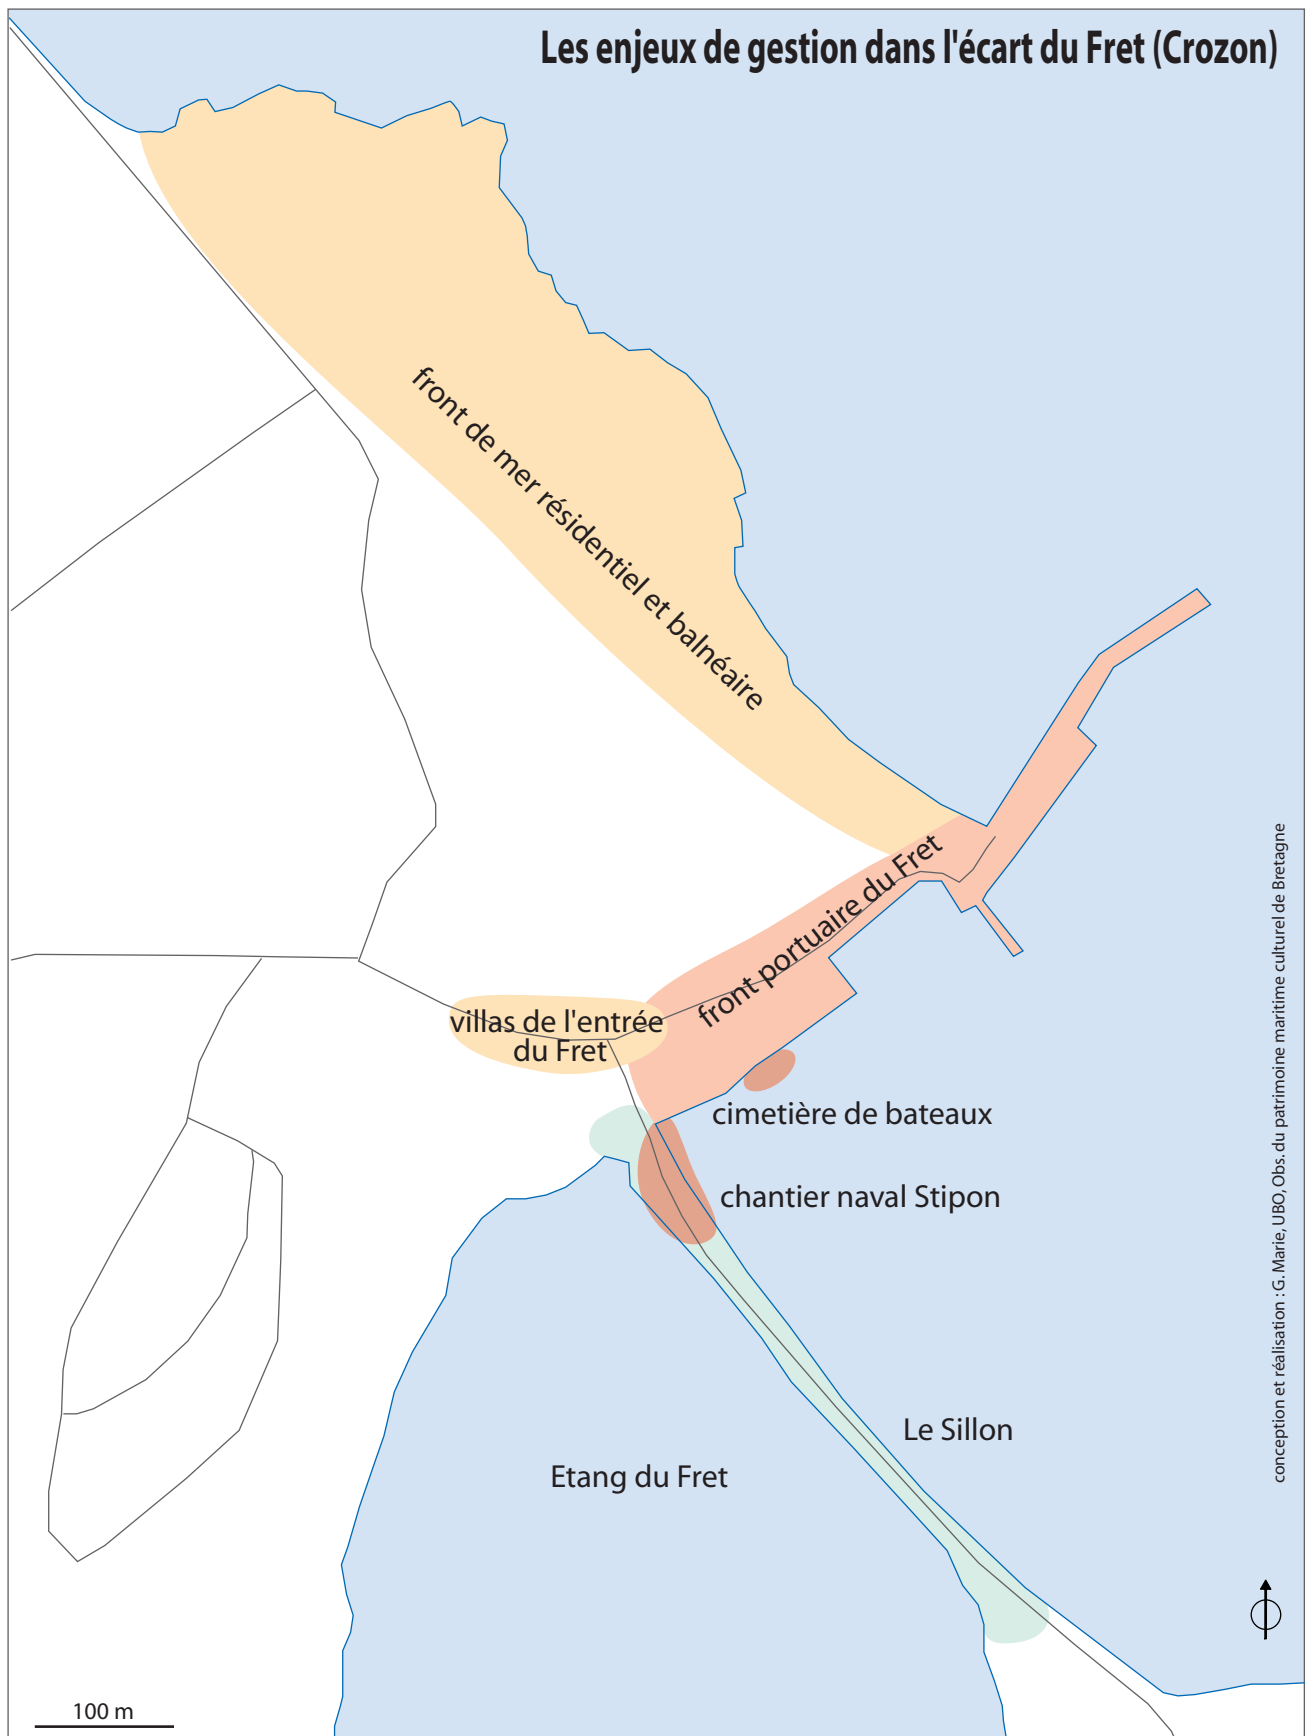 Les enjeux de gestion dans l'écart du Fret (Crozon)
front de mer résidentiel et balnéaire
front portuaire du Fret
villas de l'entrée
du Fret
cimetière de bateaux
chantier naval Stipon
Le Sillon
Etang du Fret
conception et réalisation : G. Marie, UBO, Obs. du patrimoine maritime culturel de Bretagne
100 m